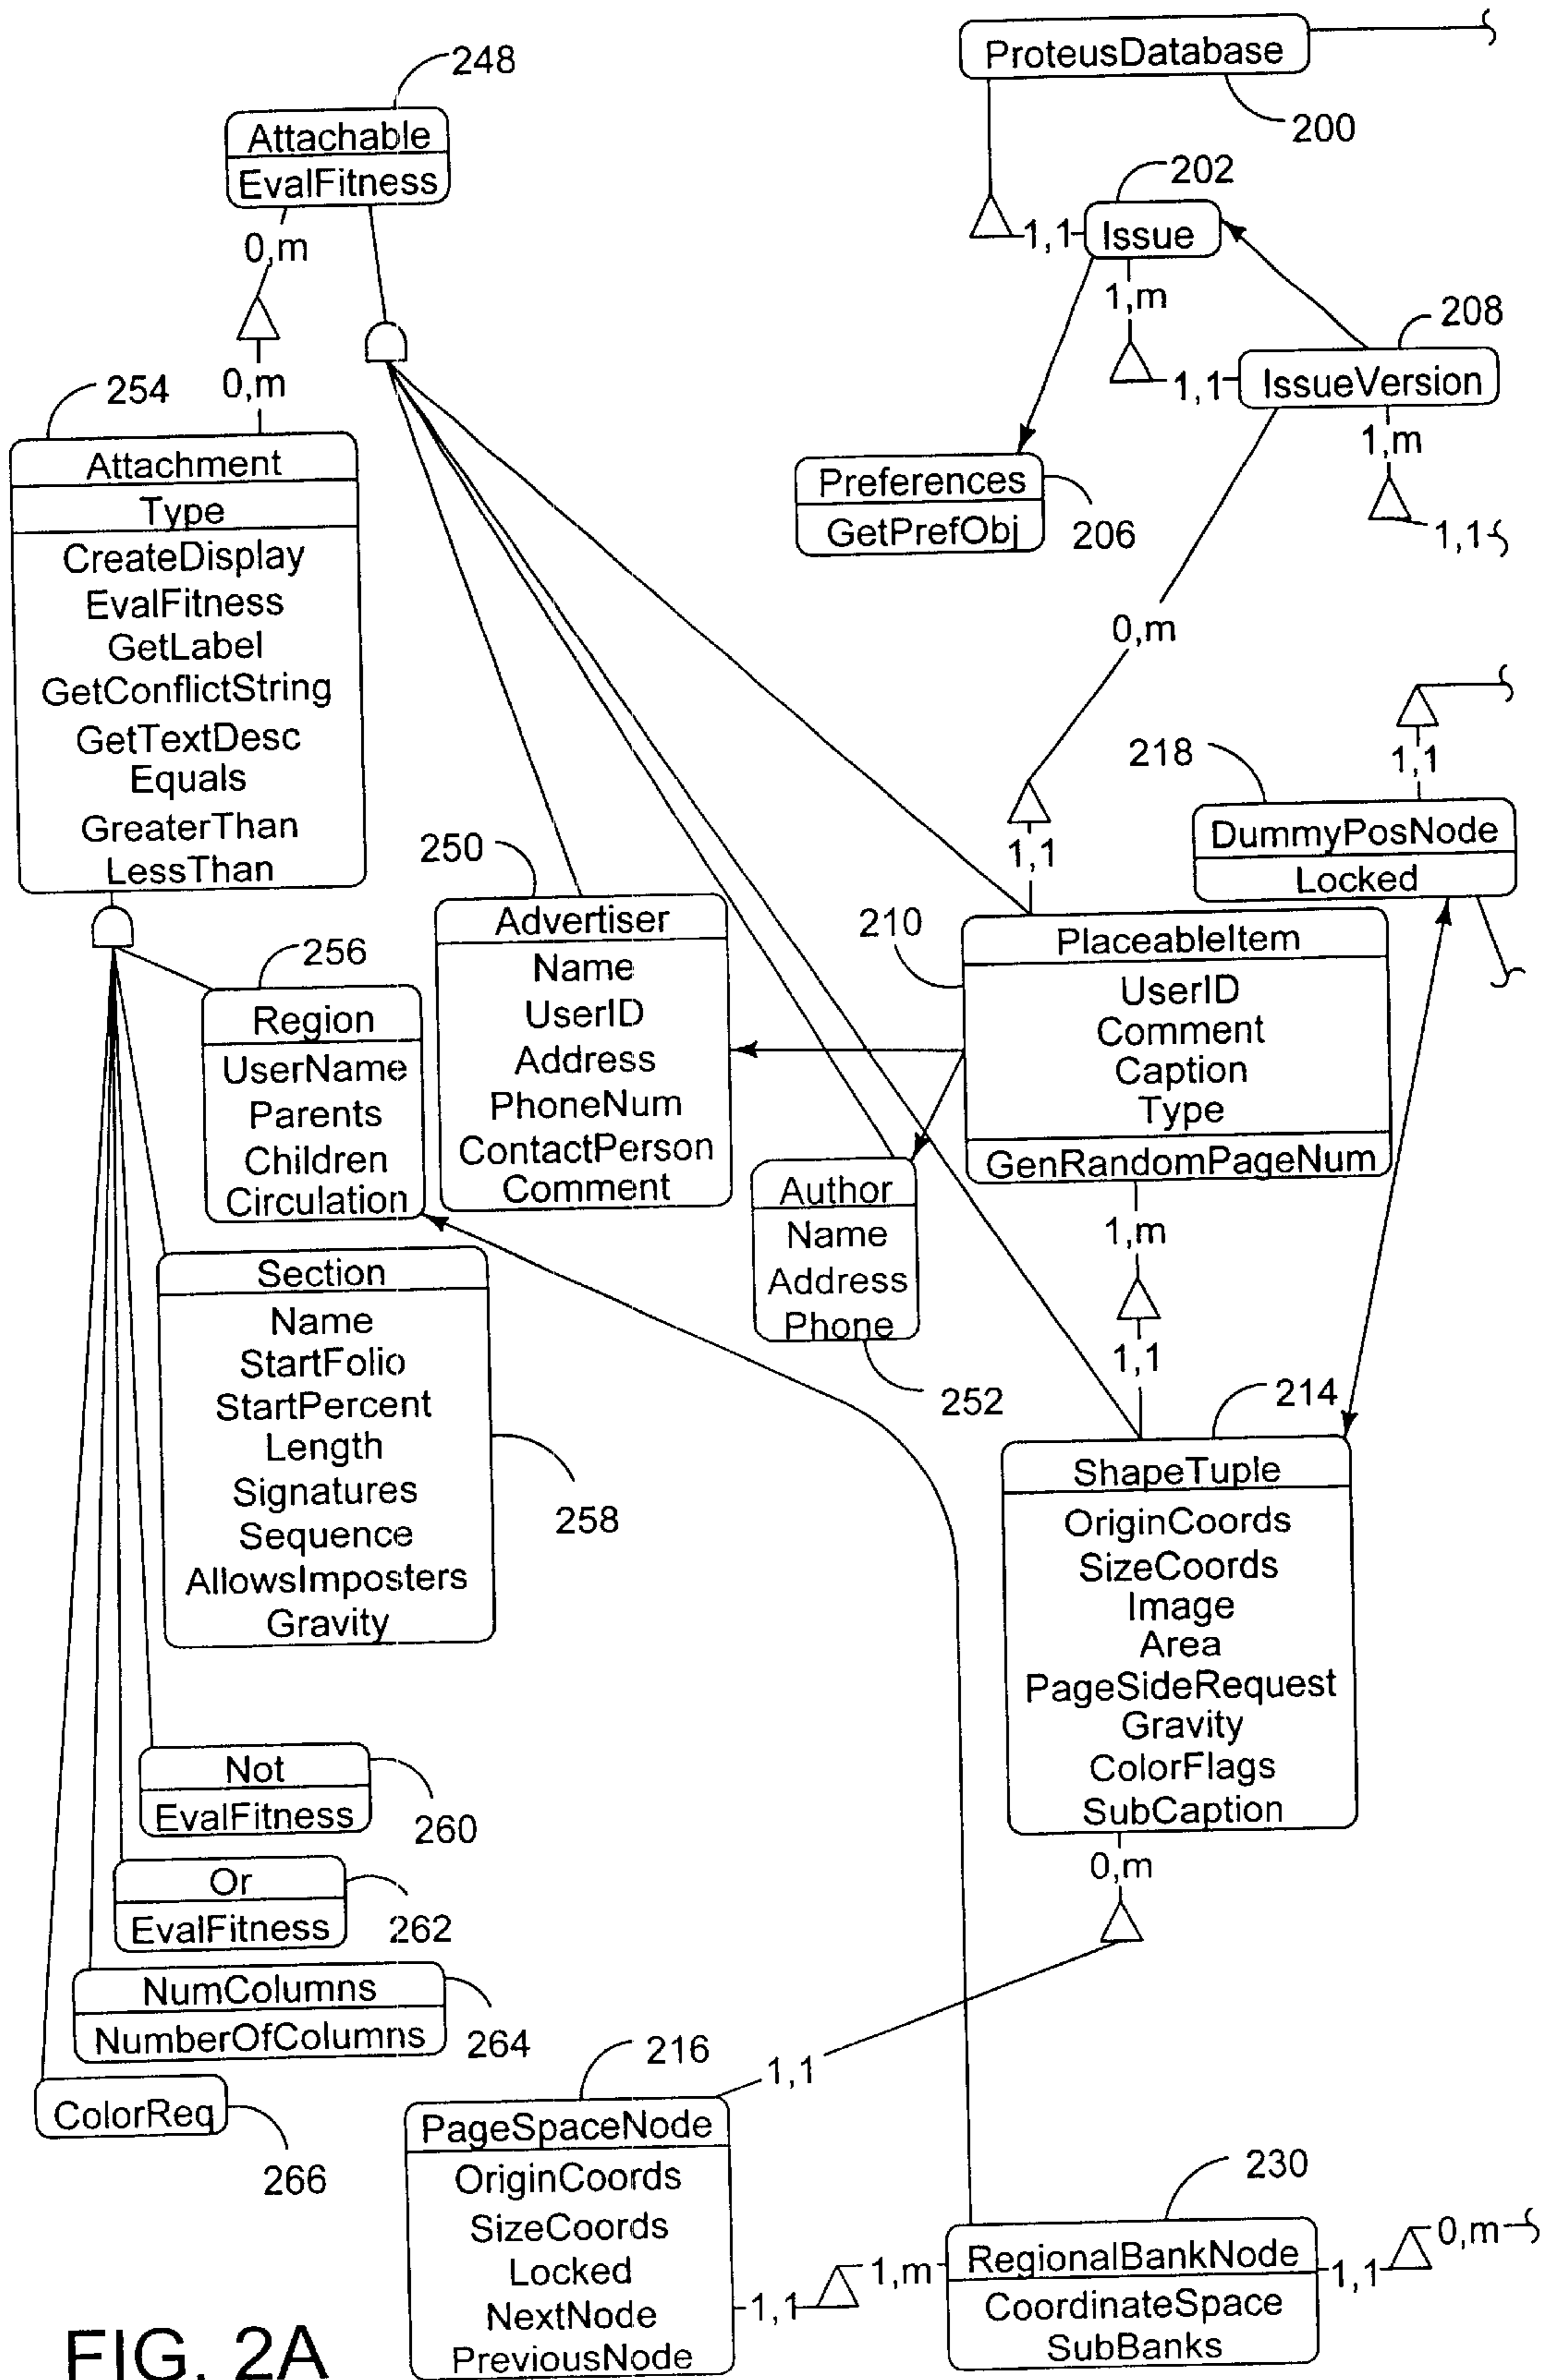 ProteusDatabase
200
248
Attachable
EvalFitness
0,m
0,m
202
Issue
1,1
1,m
208
IssueVersion
1,1
1,m
1,1
Preferences
GetPrefObj
206
0,m
1,1
254
Attachment
Type
CreateDisplay
EvalFitness
GetLabel
GetConflictString
GetTextDesc
Equals
GreaterThan
LessThan
218
1,1
DummyPosNode
Locked
250
Advertiser
Name
UserID
Address
PhoneNum
ContactPerson
Comment
210
PlaceableItem
UserID
Comment
Caption
Type
GenRandomPageNum
1,m
1,1
256
Region
UserName
Parents
Children
Circulation
Author
Name
Address
Phone
252
Section
Name
StartFolio
StartPercent
Length
Signatures
Sequence
AllowsImposters
Gravity
258
214
ShapeTuple
OriginCoords
SizeCoords
Image
Area
PageSideRequest
Gravity
ColorFlags
SubCaption
0,m
1,1
Not
EvalFitness
260
Or
EvalFitness
262
NumColumns
NumberOfColumns
264
ColorReq
266
216
PageSpaceNode
OriginCoords
SizeCoords
Locked
NextNode
PreviousNode
1,1
1,m
230
RegionalBankNode
CoordinateSpace
SubBanks
1,1
0,m
FIG. 2A